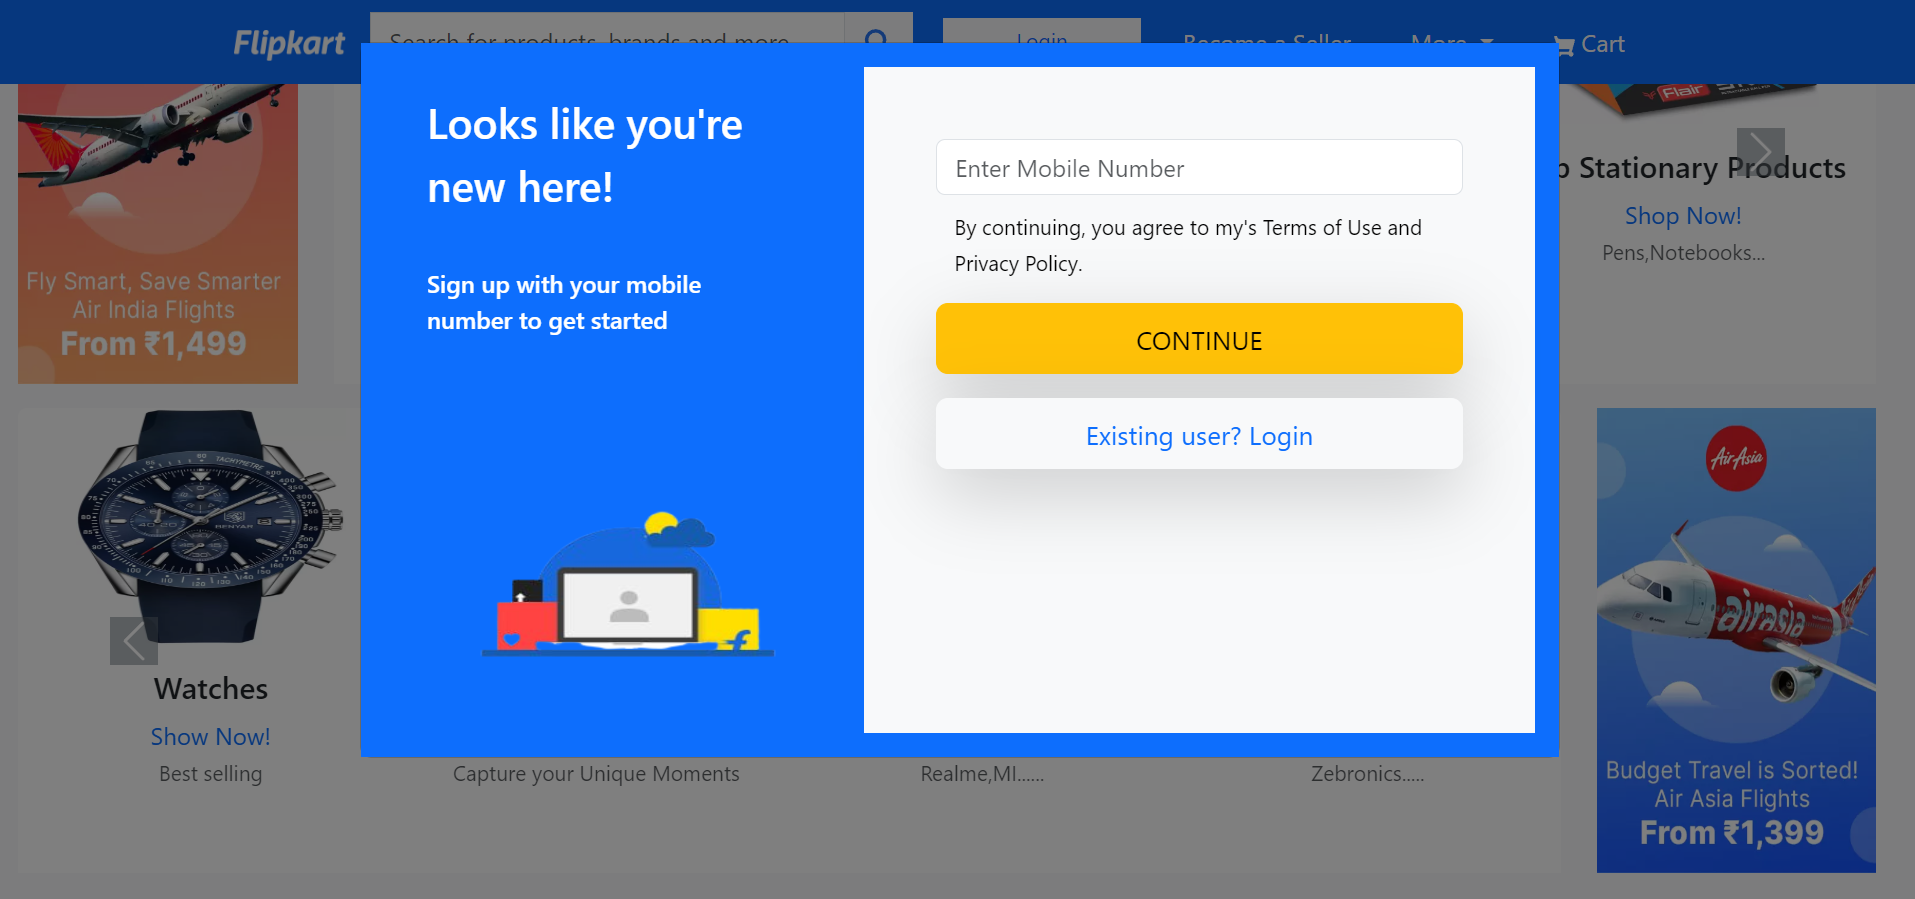 Flipkart
Search for products, brands and more
Login
Become a Seller
More
Cart
Looks like you're
new here!
Sign up with your mobile
number to get started
Enter Mobile Number
By continuing, you agree to my's Terms of Use and
Privacy Policy.
CONTINUE
Existing user? Login
Fly Smart, Save Smarter
Air India Flights
From ₹1,499
Flair
Stationary Products
Shop Now!
Pens,Notebooks...
TACHYMETRE
BENYAR
Watches
Show Now!
Best selling
Capture your Unique Moments
Realme,MI......
Zebronics.....
AirAsia
airasia
Budget Travel is Sorted!
Air Asia Flights
From ₹1,399